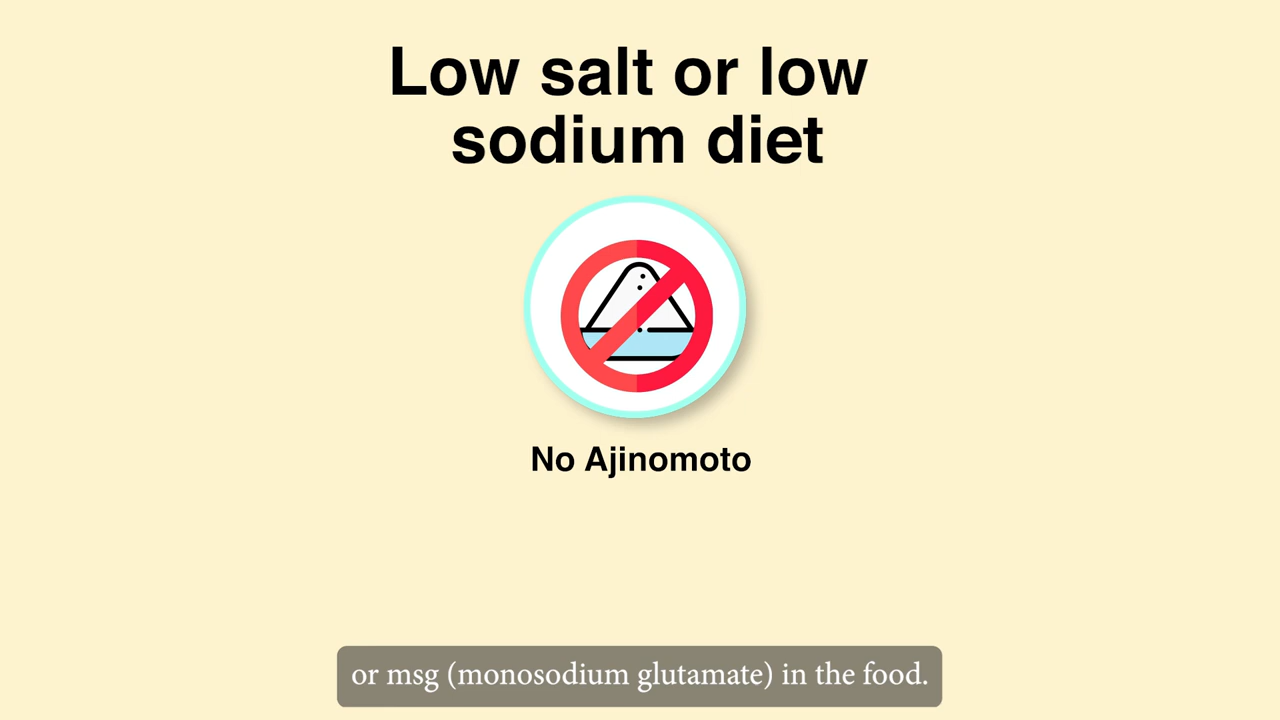 Low salt or low
sodium diet
No Ajinomoto
or msg (monosodium glutamate) in the food.